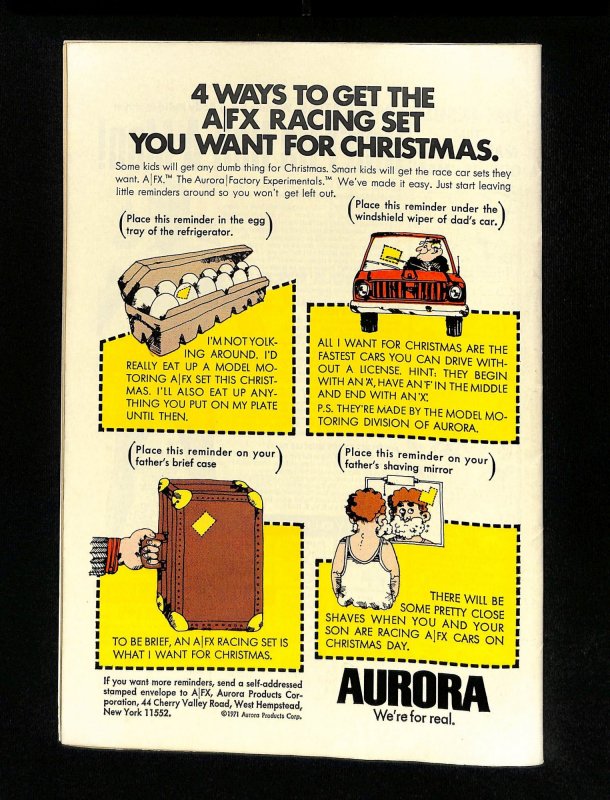 4 WAYS TO GET THE
A|FX RACING SET
YOU WANT FOR CHRISTMAS.
Some kids will get any dumb thing for Christmas. Smart kids will get the race car sets they
want. A|FX.™ The Aurora|Factory Experimentals.™ We've made it easy. Just start leaving
little reminders around so you won't get left out.
(Place this reminder in the egg
tray of the refrigerator.)
I'M NOT YOLK-
ING AROUND. I'D
REALLY EAT UP A MODEL MO-
TORING A|FX SET THIS CHRIST-
MAS. I'LL ALSO EAT UP ANY-
THING YOU PUT ON MY PLATE
UNTIL THEN.
(Place this reminder under the
windshield wiper of dad's car.)
ALL I WANT FOR CHRISTMAS ARE THE
FASTEST CARS YOU CAN DRIVE WITH-
OUT A LICENSE. HINT: THEY BEGIN
WITH AN 'A', HAVE AN 'F' IN THE MIDDLE
AND END WITH AN 'X'.
P.S. THEY'RE MADE BY THE MODEL MO-
TORING DIVISION OF AURORA.
(Place this reminder on your
father's brief case)
TO BE BRIEF, AN A|FX RACING SET IS
WHAT I WANT FOR CHRISTMAS.
(Place this reminder on your
father's shaving mirror)
THERE WILL BE
SOME PRETTY CLOSE
SHAVES WHEN YOU AND YOUR
SON ARE RACING A|FX CARS ON
CHRISTMAS DAY.
If you want more reminders, send a self-addressed
stamped envelope to A|FX, Aurora Products Cor-
poration, 44 Cherry Valley Road, West Hempstead,
New York 11552.
©1971 Aurora Products Corp.
AURORA
We're for real.